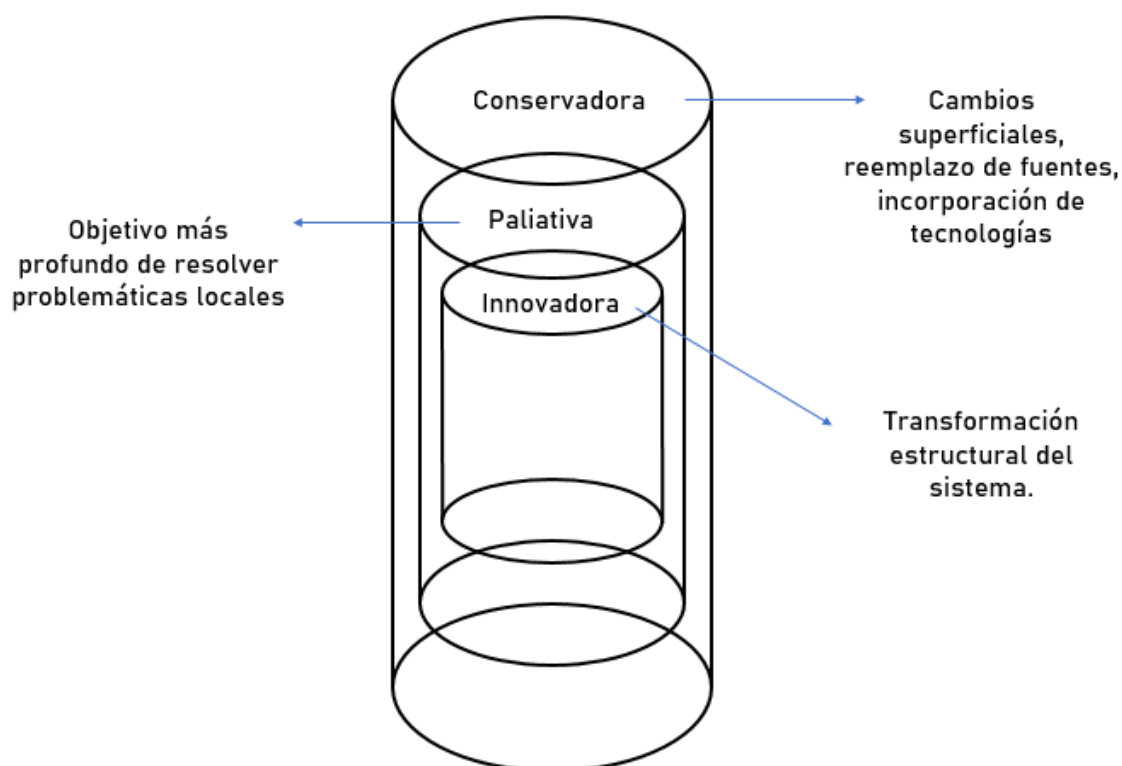 Conservadora
Cambios
superficiales,
reemplazo de fuentes,
incorporación de
tecnologías
Paliativa
Objetivo más
profundo de resolver
problemáticas locales
Innovadora
Transformación
estructural del
sistema.